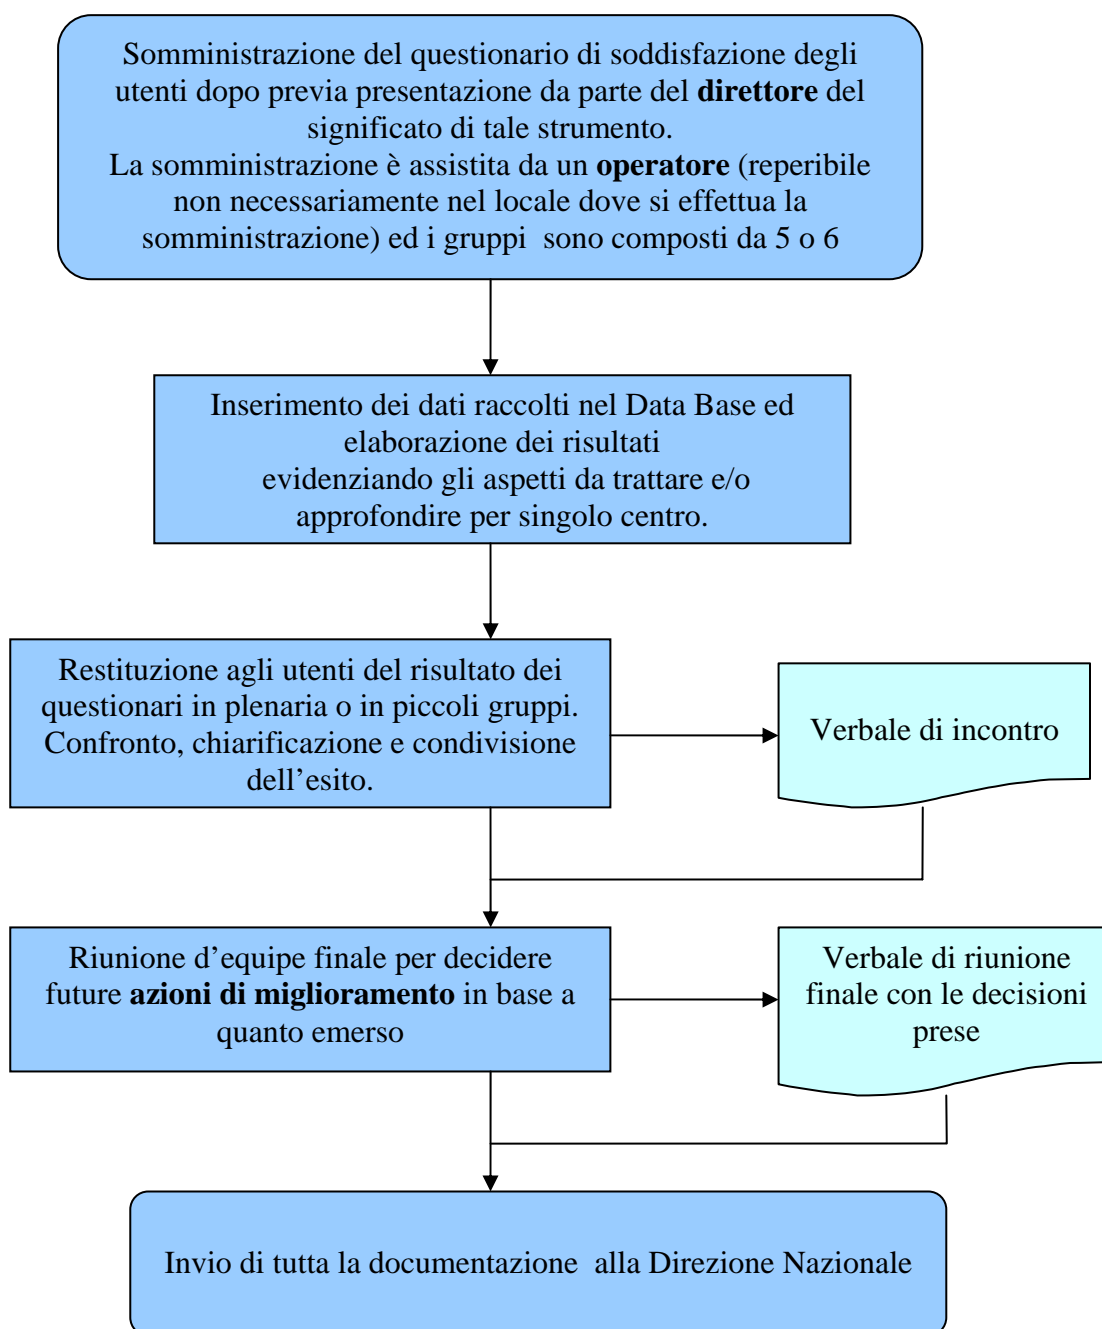 Somministrazione del questionario di soddisfazione degli
utenti dopo previa presentazione da parte del direttore del
significato di tale strumento.
La somministrazione è assistita da un operatore (reperibile
non necessariamente nel locale dove si effettua la
somministrazione) ed i gruppi sono composti da 5 o 6
Inserimento dei dati raccolti nel Data Base ed
elaborazione dei risultati
evidenziando gli aspetti da trattare e/o
approfondire per singolo centro.
Restituzione agli utenti del risultato dei
questionari in plenaria o in piccoli gruppi.
Confronto, chiarificazione e condivisione
dell’esito.
Verbale di incontro
Riunione d’equipe finale per decidere
future azioni di miglioramento in base a
quanto emerso
Verbale di riunione
finale con le decisioni
prese
Invio di tutta la documentazione alla Direzione Nazionale